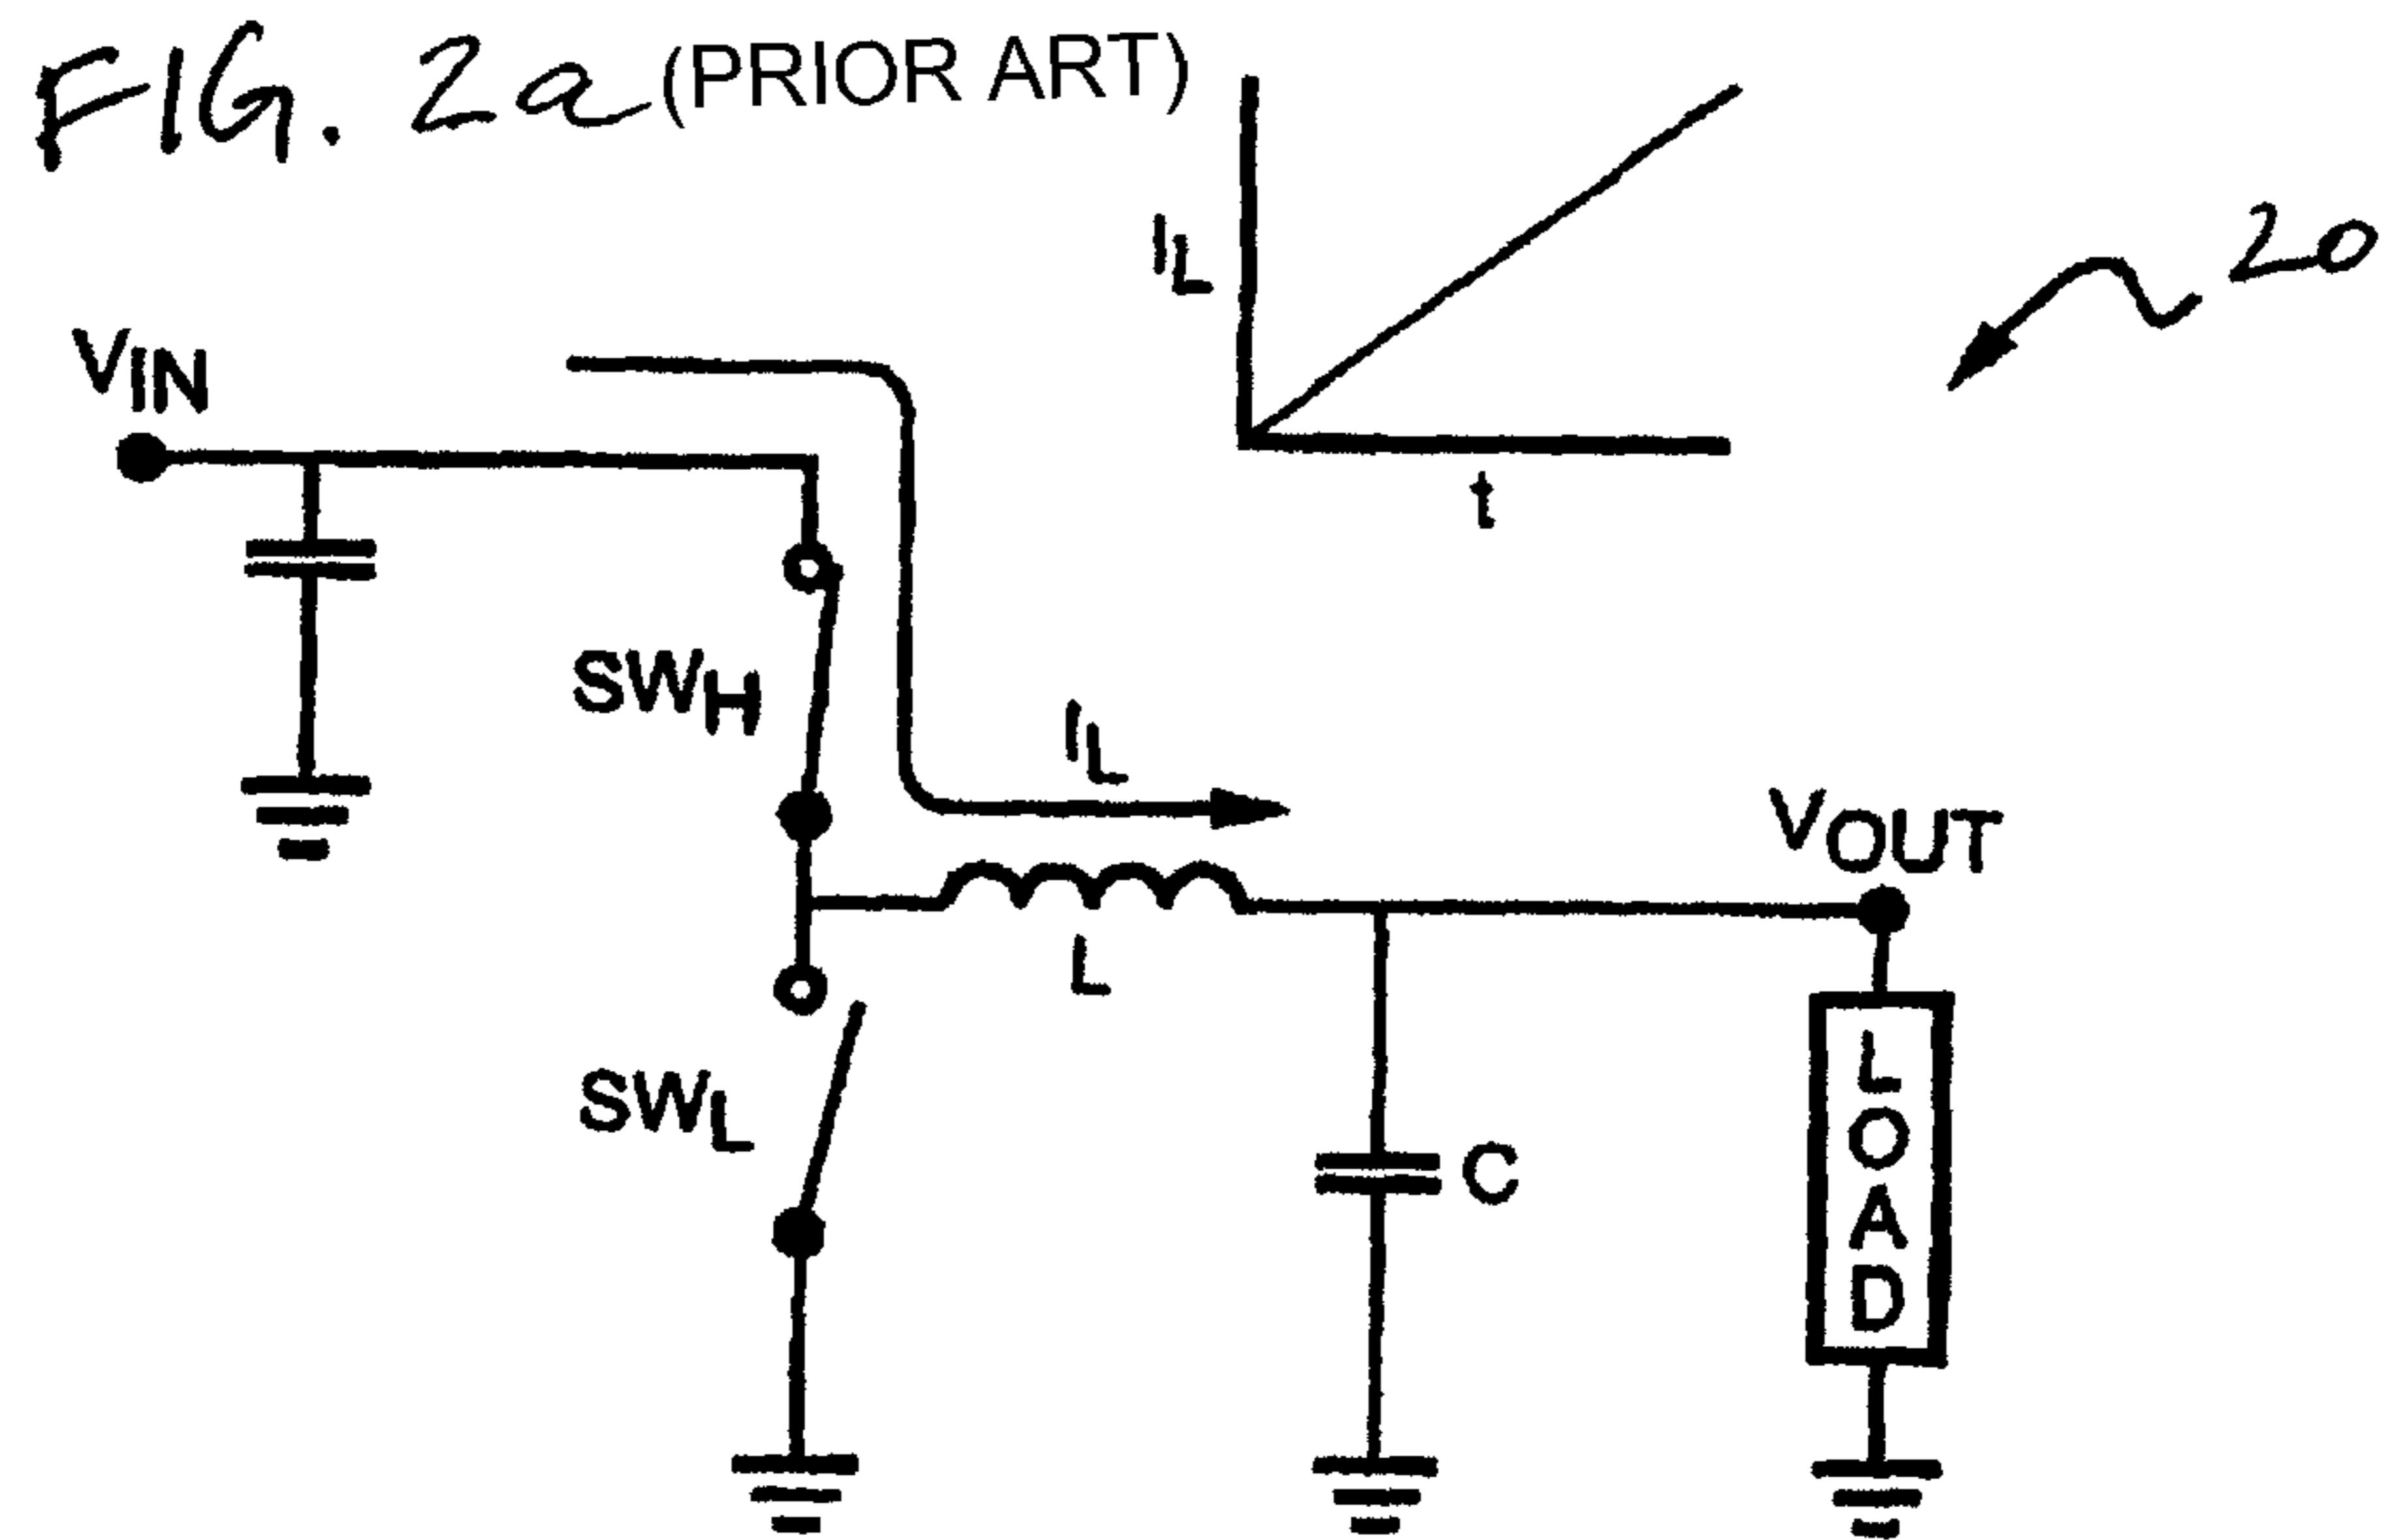 FIG. 2a (PRIOR ART)
IL
20
VIN
t
SWH
IL
VOUT
L
SWL
C
LOAD